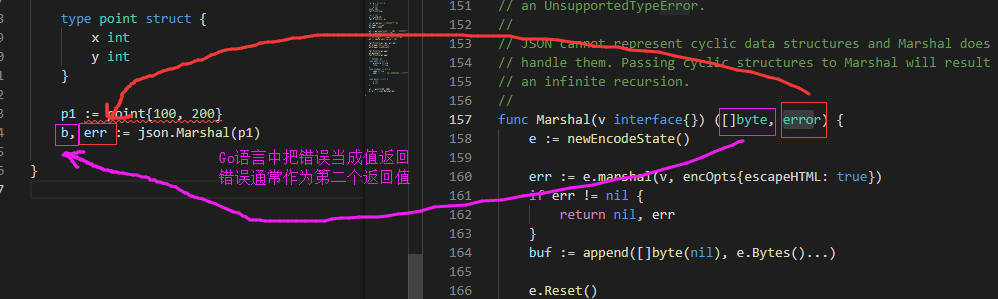 type point struct {
x int
y int
}
p1 := point{100, 200}
b, err := json.Marshal(p1)
Go语言中把错误当成值返回
错误通常作为第二个返回值
}
151 // an UnsupportedTypeError.
152 //
153 // JSON cannot represent cyclic data structures and Marshal does
154 // handle them. Passing cyclic structures to Marshal will result
155 // an infinite recursion.
156 //
157 func Marshal(v interface{}) ([]byte, error) {
158 e := newEncodeState()
159
160 err := e.marshal(v, encOpts{escapeHTML: true})
161 if err != nil {
162 return nil, err
163 }
164 buf := append([]byte(nil), e.Bytes()...)
165
166 e.Reset()